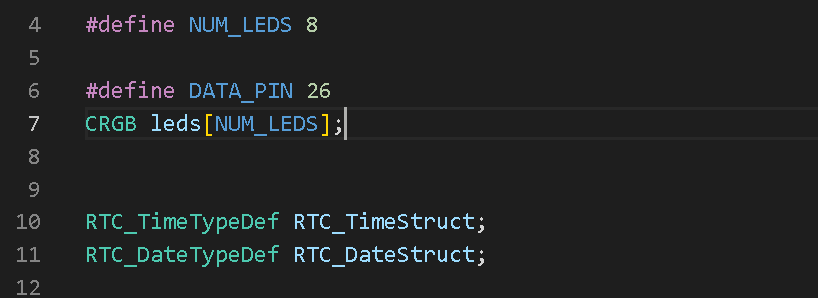 4 #define NUM_LEDS 8
5
6 #define DATA_PIN 26
7 CRGB leds[NUM_LEDS];
8
9
10 RTC_TimeTypeDef RTC_TimeStruct;
11 RTC_DateTypeDef RTC_DateStruct;
12